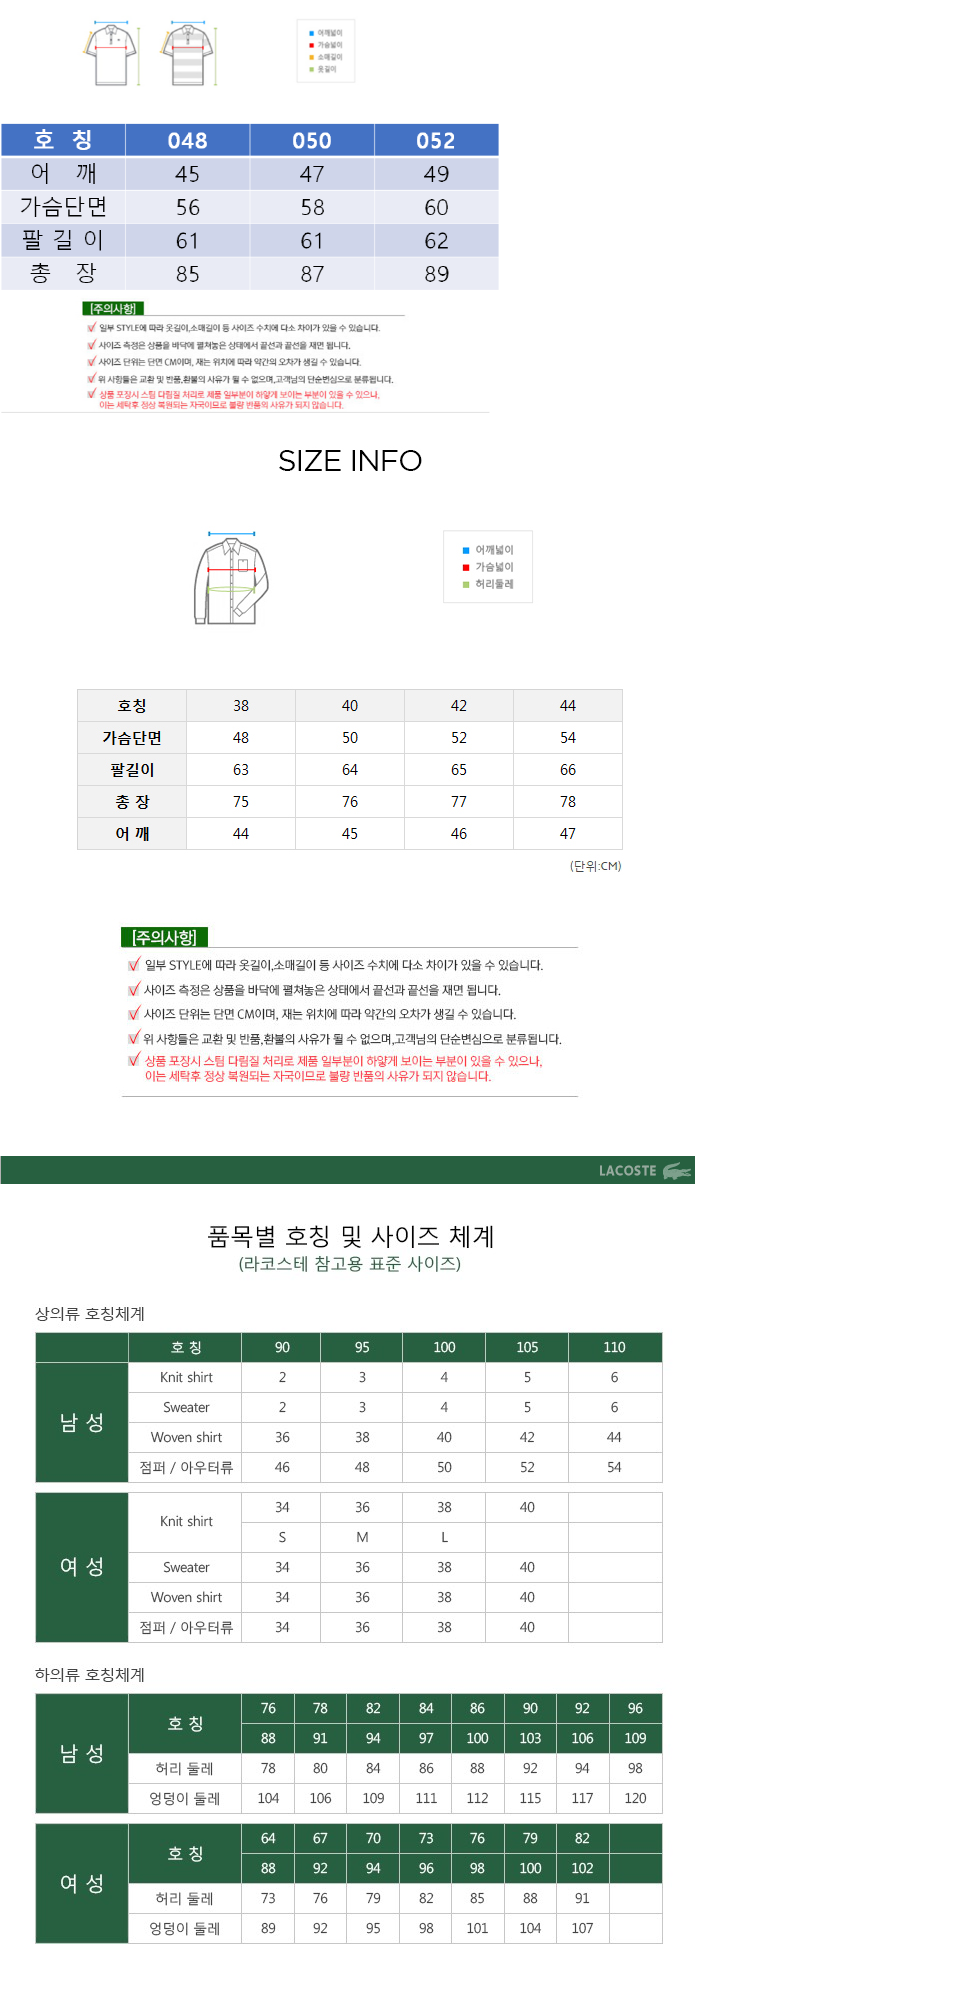 어깨넓이
가슴넓이
소매길이
옷길이
호 칭 048 050 052
어 깨 45 47 49
가슴단면 56 58 60
팔 길 이 61 61 62
총 장 85 87 89
[주의사항]
일부 STYLE에 따라 옷길이,소매길이 등 사이즈 수치에 다소 차이가 있을 수 있습니다.
사이즈 측정은 상품을 바닥에 펼쳐놓은 상태에서 끝선과 끝선을 재면 됩니다.
사이즈 단위는 단면 CM이며, 재는 위치에 따라 약간의 오차가 생길 수 있습니다.
위 사항들은 교환 및 반품,환불의 사유가 될 수 없으며,고객님의 단순변심으로 분류됩니다.
상품 포장시 스팀 다림질 처리로 제품 일부분이 하얗게 보이는 부분이 있을 수 있으나,
이는 세탁후 정상 복원되는 자국이므로 불량 반품의 사유가 되지 않습니다.
SIZE INFO
어깨넓이
가슴넓이
허리둘레
호칭 38 40 42 44
가슴단면 48 50 52 54
팔길이 63 64 65 66
총 장 75 76 77 78
어 깨 44 45 46 47
(단위:CM)
[주의사항]
일부 STYLE에 따라 옷길이,소매길이 등 사이즈 수치에 다소 차이가 있을 수 있습니다.
사이즈 측정은 상품을 바닥에 펼쳐놓은 상태에서 끝선과 끝선을 재면 됩니다.
사이즈 단위는 단면 CM이며, 재는 위치에 따라 약간의 오차가 생길 수 있습니다.
위 사항들은 교환 및 반품,환불의 사유가 될 수 없으며,고객님의 단순변심으로 분류됩니다.
상품 포장시 스팀 다림질 처리로 제품 일부분이 하얗게 보이는 부분이 있을 수 있으나,
이는 세탁후 정상 복원되는 자국이므로 불량 반품의 사유가 되지 않습니다.
LACOSTE
품목별 호칭 및 사이즈 체계
(라코스테 참고용 표준 사이즈)
상의류 호칭체계
호 칭 90 95 100 105 110
남 성
Knit shirt 2 3 4 5 6
Sweater 2 3 4 5 6
Woven shirt 36 38 40 42 44
점퍼 / 아우터류 46 48 50 52 54
여 성
Knit shirt 34 36 38 40
S M L
Sweater 34 36 38 40
Woven shirt 34 36 38 40
점퍼 / 아우터류 34 36 38 40
하의류 호칭체계
남 성
호 칭 76 78 82 84 86 90 92 96
88 91 94 97 100 103 106 109
허리 둘레 78 80 84 86 88 92 94 98
엉덩이 둘레 104 106 109 111 112 115 117 120
여 성
호 칭 64 67 70 73 76 79 82
88 92 94 96 98 100 102
허리 둘레 73 76 79 82 85 88 91
엉덩이 둘레 89 92 95 98 101 104 107